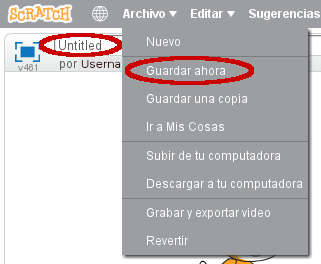 SCRATCH Archivo Editar Sugerencias
Untitled
v461
por Userna
Nuevo
Guardar ahora
Guardar una copia
Ir a Mis Cosas
Subir de tu computadora
Descargar a tu computadora
Grabar y exportar video
Revertir